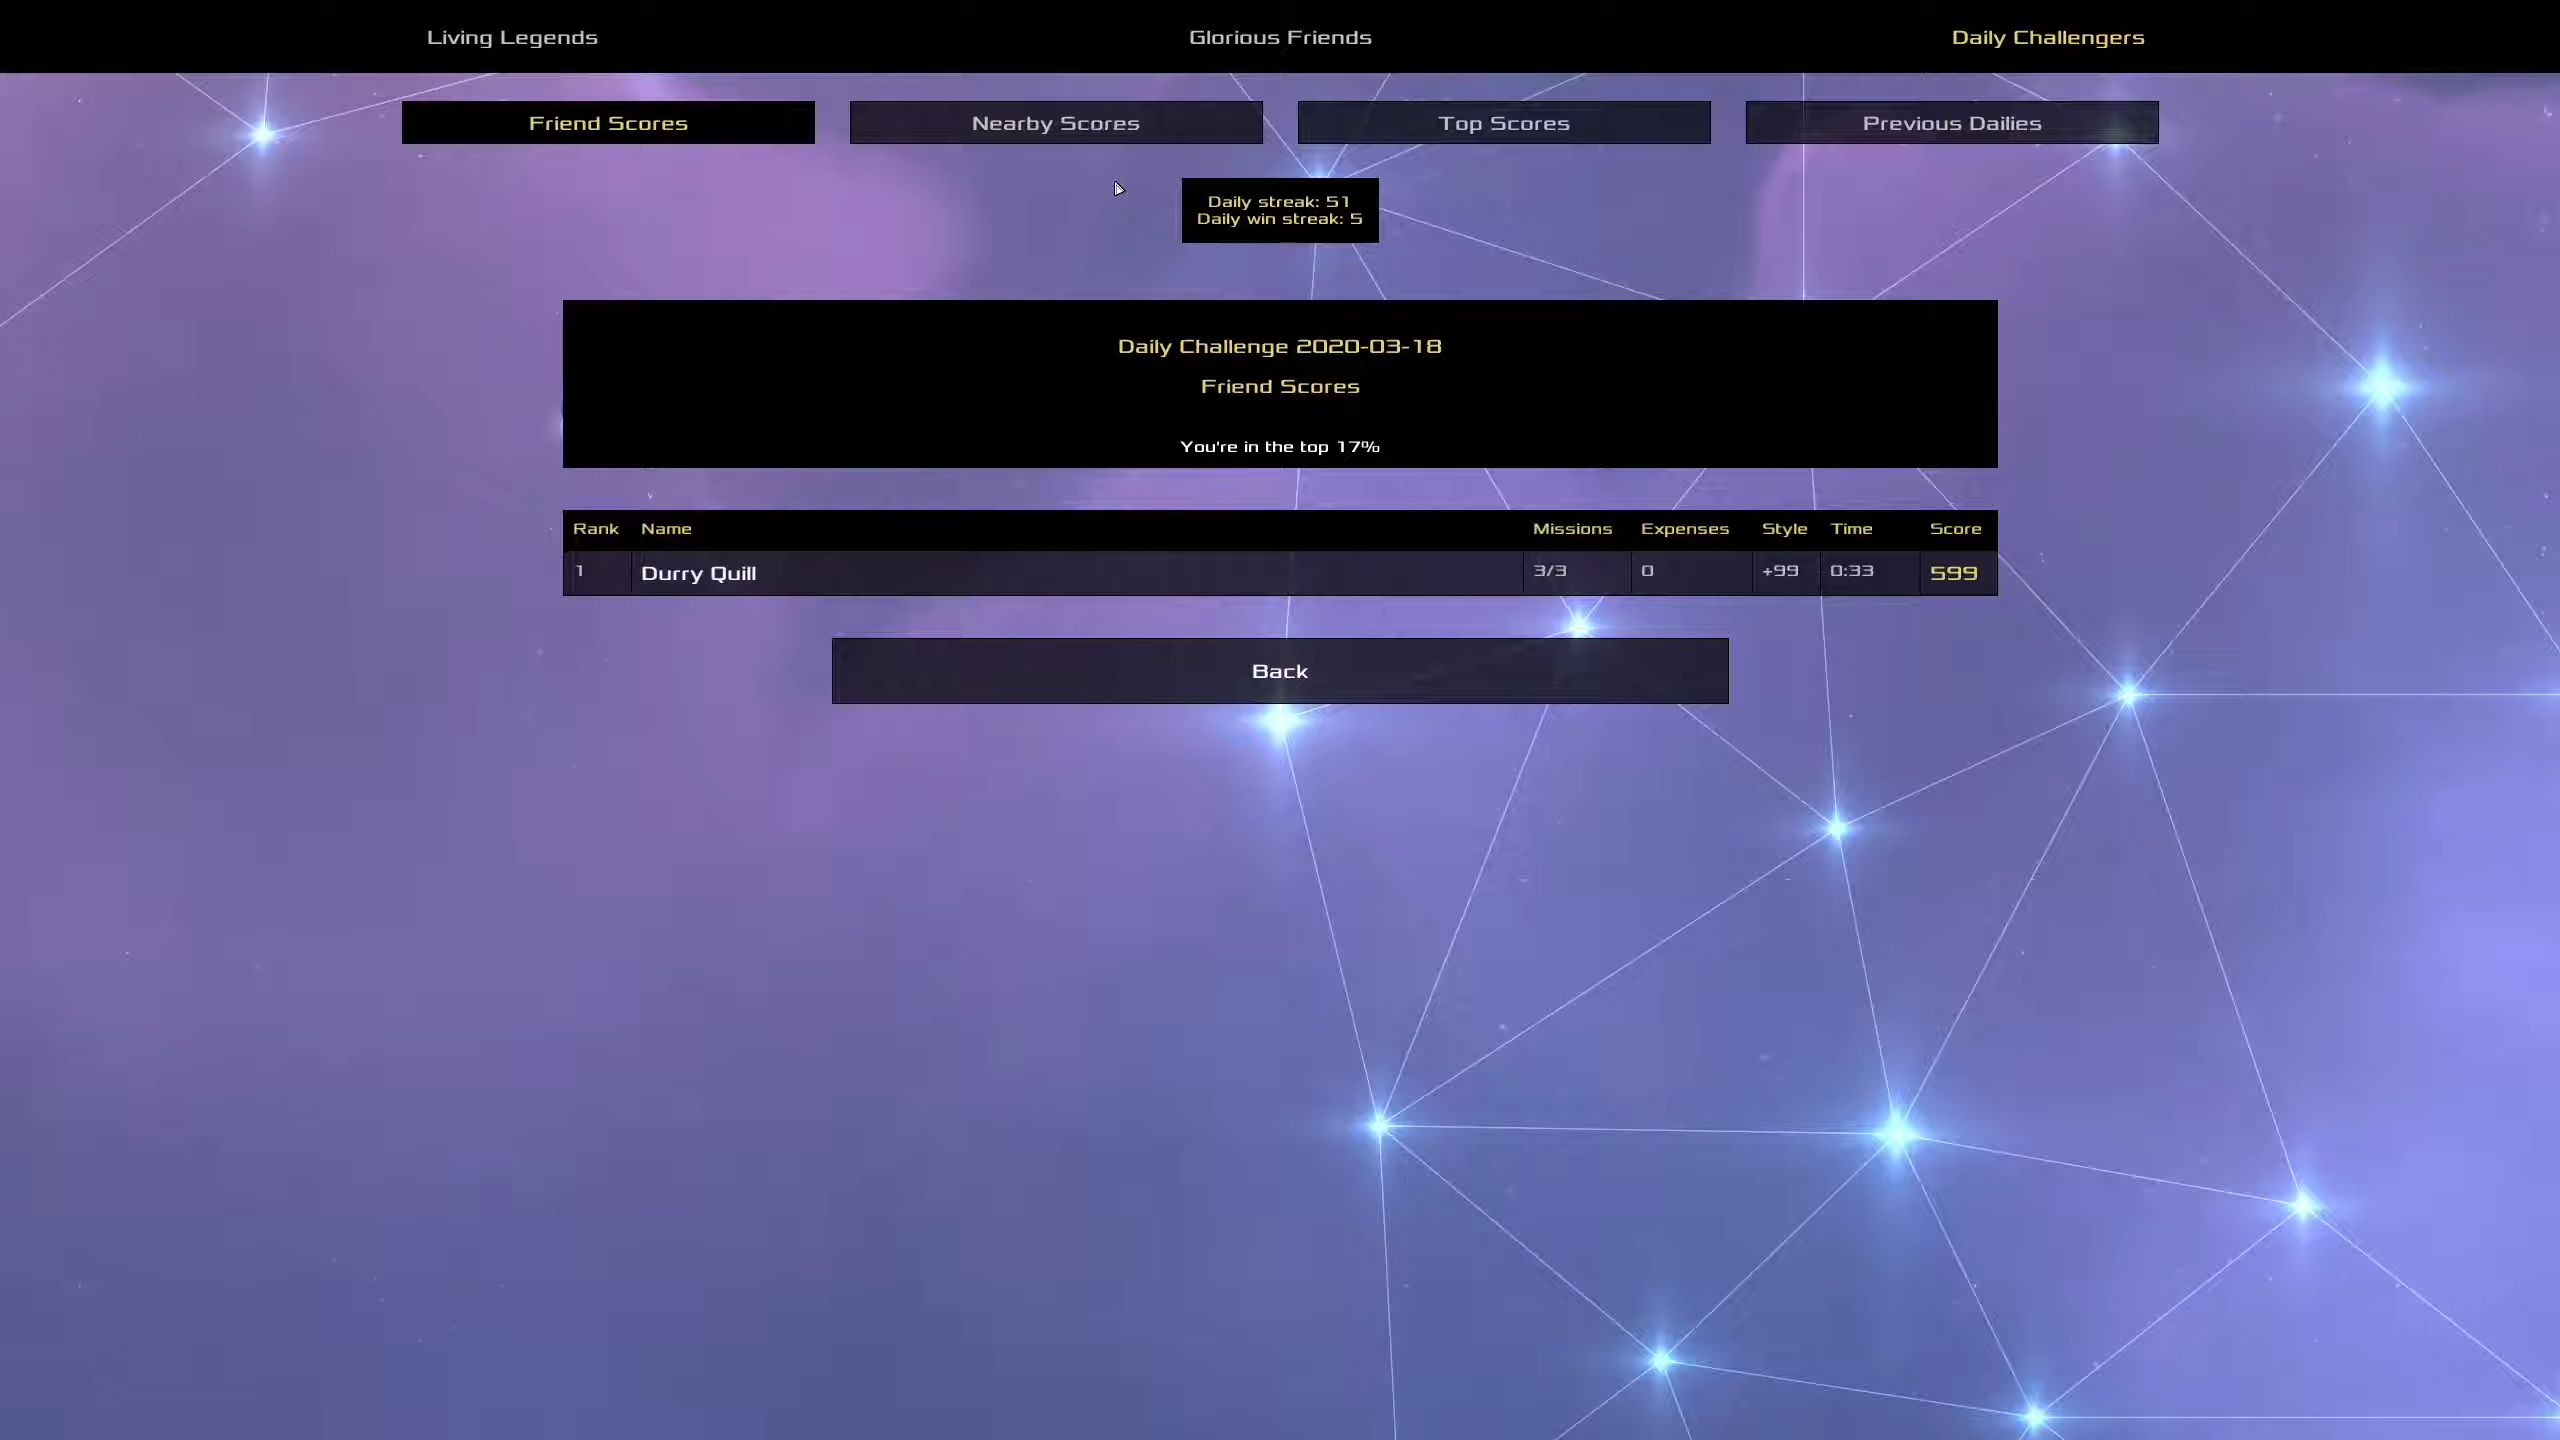 Living Legends Glorious Friends Daily Challengers
Friend Scores Nearby Scores Top Scores Previous Dailies
Daily streak: 51
Daily win streak: 5
Daily Challenge 2020-03-18
Friend Scores
You're in the top 17%
Rank Name Missions Expenses Style Time Score
1 Durry Quill 3/3 0 +99 0:33 599
Back